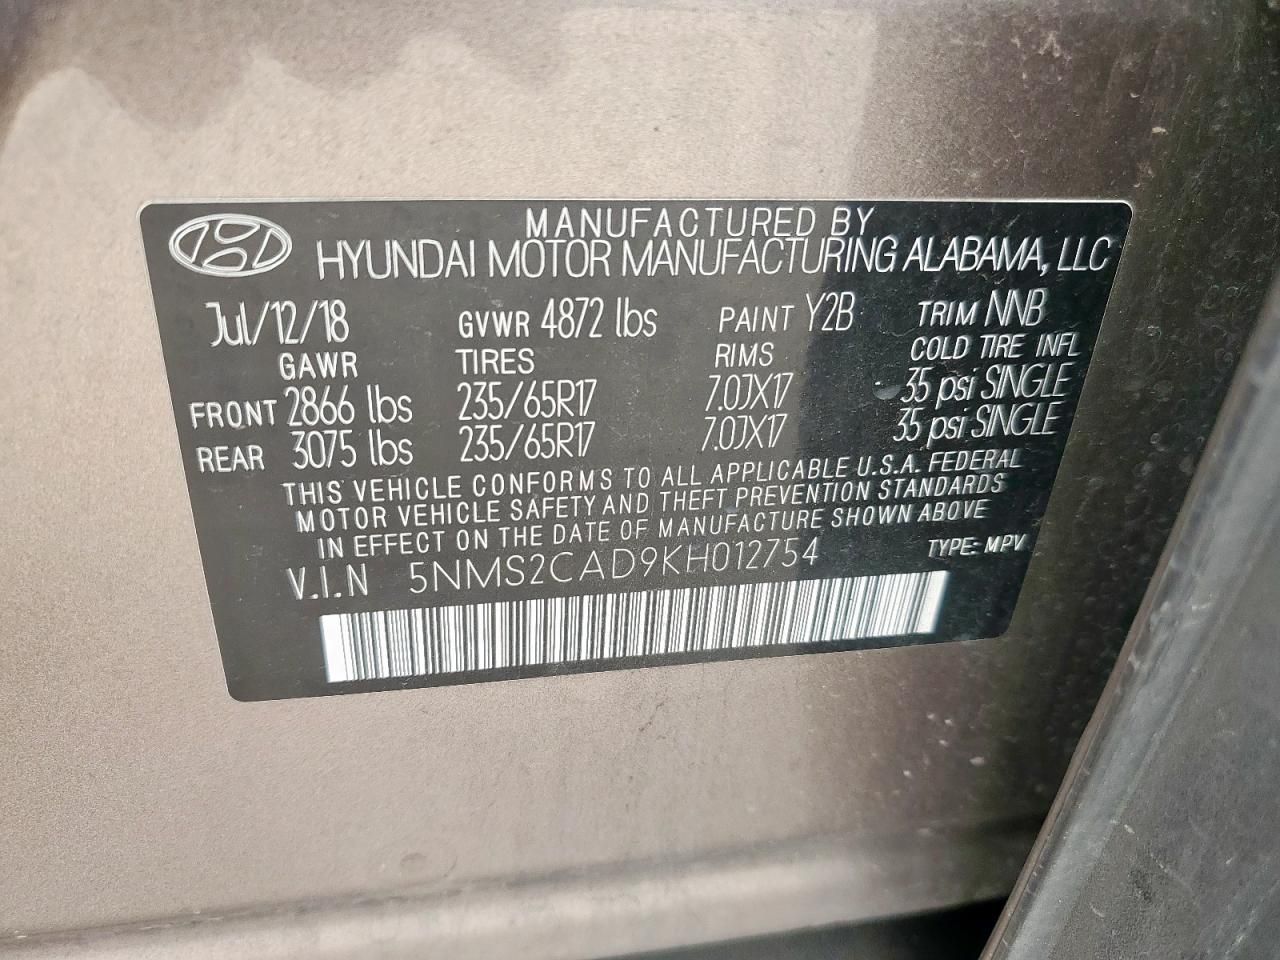 MANUFACTURED BY
HYUNDAI MOTOR MANUFACTURING ALABAMA, LLC
Jul/12/18 GVWR 4872 lbs PAINT Y2B TRIM NNB
GAWR TIRES RIMS COLD TIRE INFL
FRONT 2866 lbs 235/65R17 7.0JX17 35 psi SINGLE
REAR 3075 lbs 235/65R17 7.0JX17 35 psi SINGLE
THIS VEHICLE CONFORMS TO ALL APPLICABLE U.S.A. FEDERAL
MOTOR VEHICLE SAFETY AND THEFT PREVENTION STANDARDS
IN EFFECT ON THE DATE OF MANUFACTURE SHOWN ABOVE
V.I.N 5NMS2CAD9KH012754 TYPE: MPV